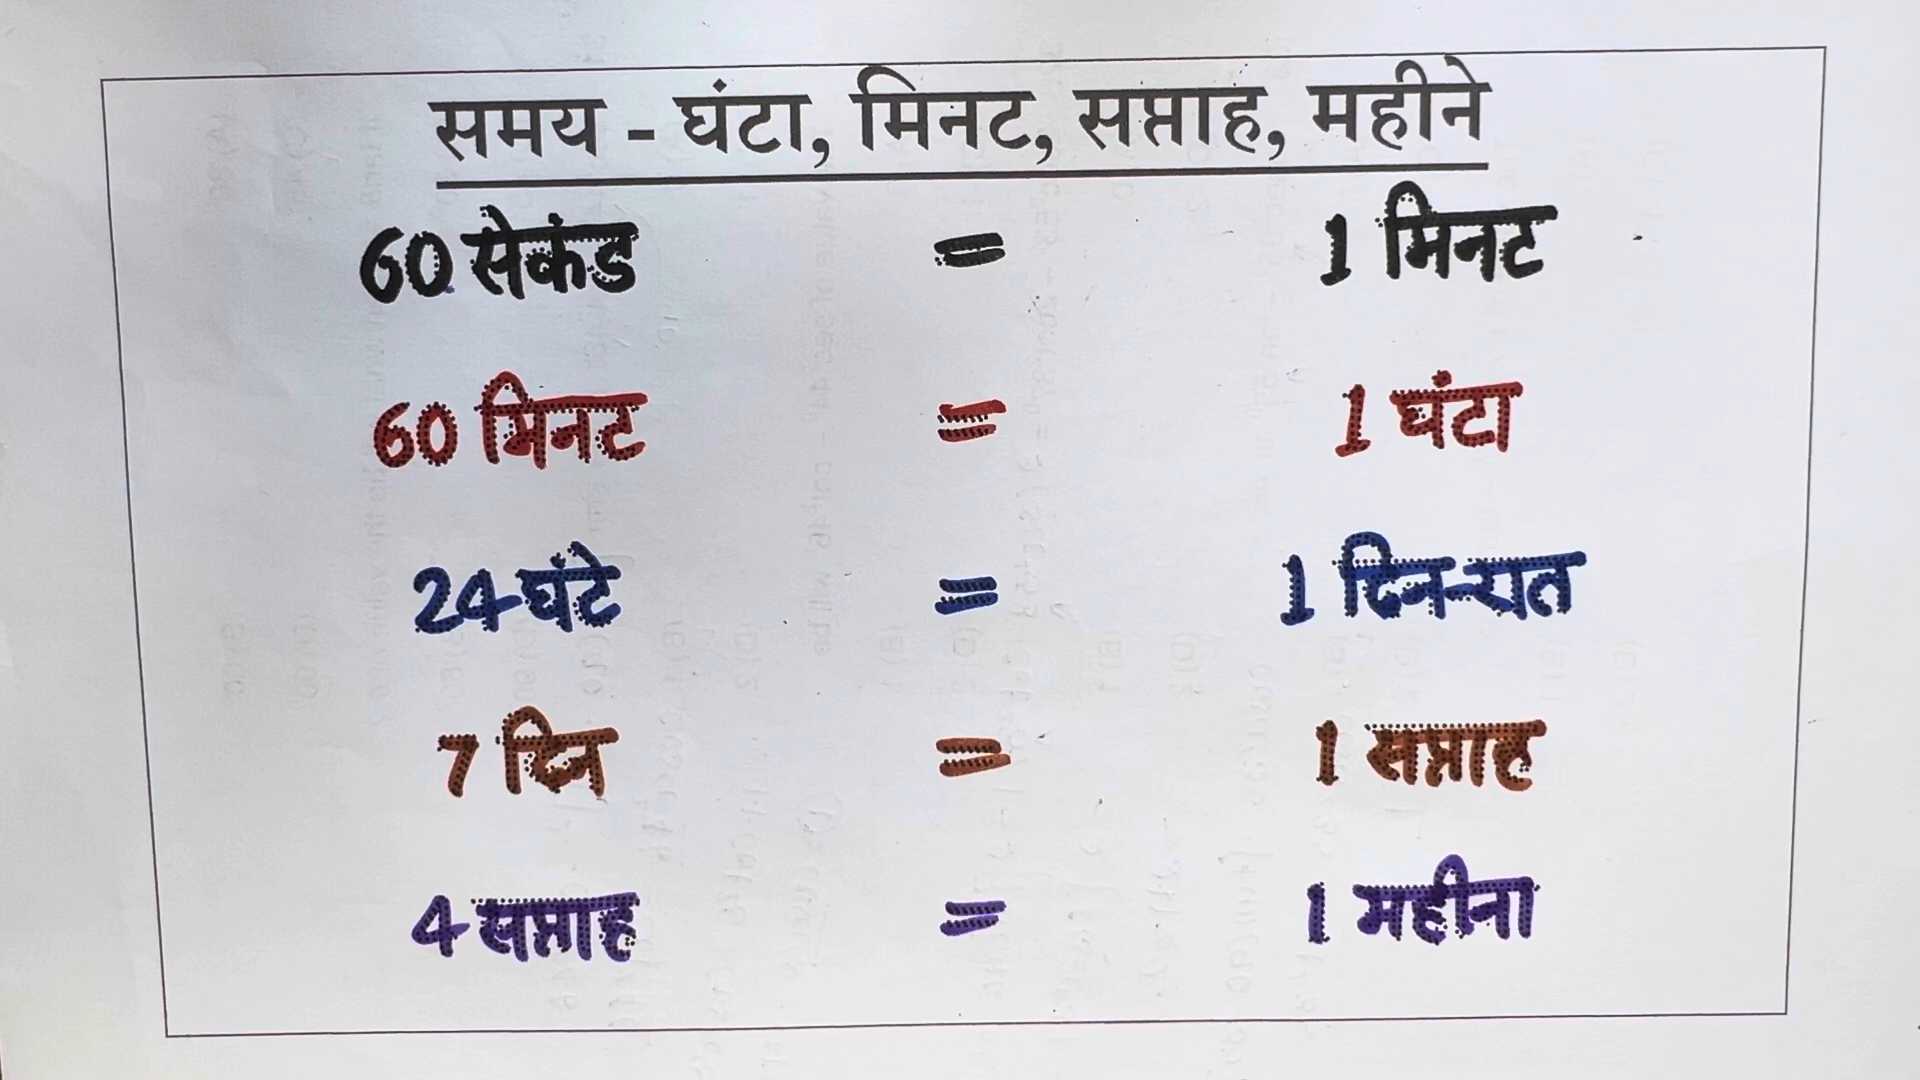 समय - घंटा, मिनट, सप्ताह, महीने
60 सेकंड = 1 मिनट
60 मिनट = 1 घंटा
24 घंटे = 1 दिन-रात
7 दिन = 1 सप्ताह
4 सप्ताह = 1 महीना